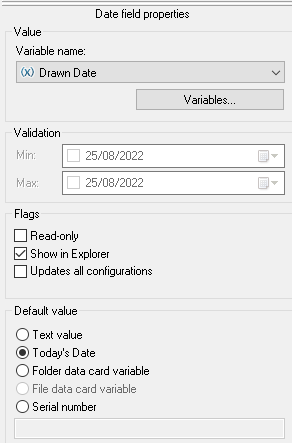 Date field properties
Value
Variable name:
(x) Drawn Date
Variables...
Validation
Min: 25/08/2022
Max: 25/08/2022
Flags
Read-only
Show in Explorer
Updates all configurations
Default value
Text value
Today's Date
Folder data card variable
File data card variable
Serial number